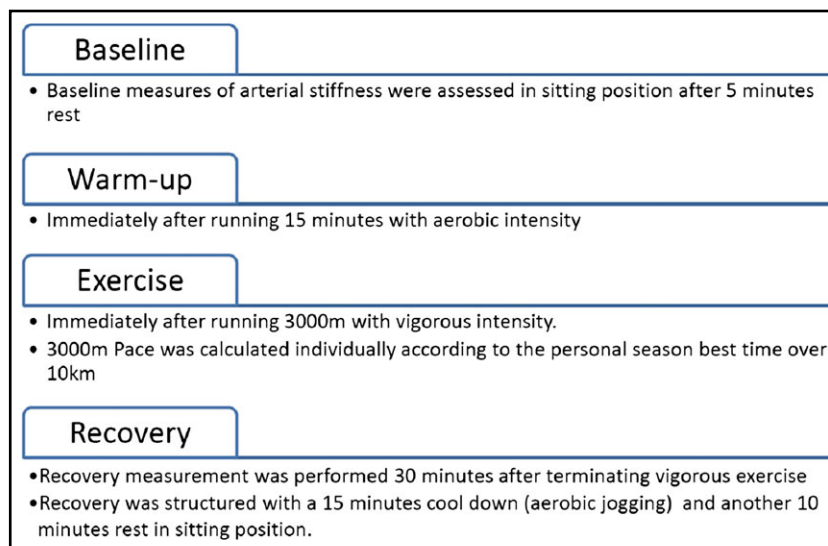 Baseline
• Baseline measures of arterial stiffness were assessed in sitting position after 5 minutes
rest
Warm-up
• Immediately after running 15 minutes with aerobic intensity
Exercise
• Immediately after running 3000m with vigorous intensity.
• 3000m Pace was calculated individually according to the personal season best time over
10km
Recovery
•Recovery measurement was performed 30 minutes after terminating vigorous exercise
•Recovery was structured with a 15 minutes cool down (aerobic jogging) and another 10
minutes rest in sitting position.